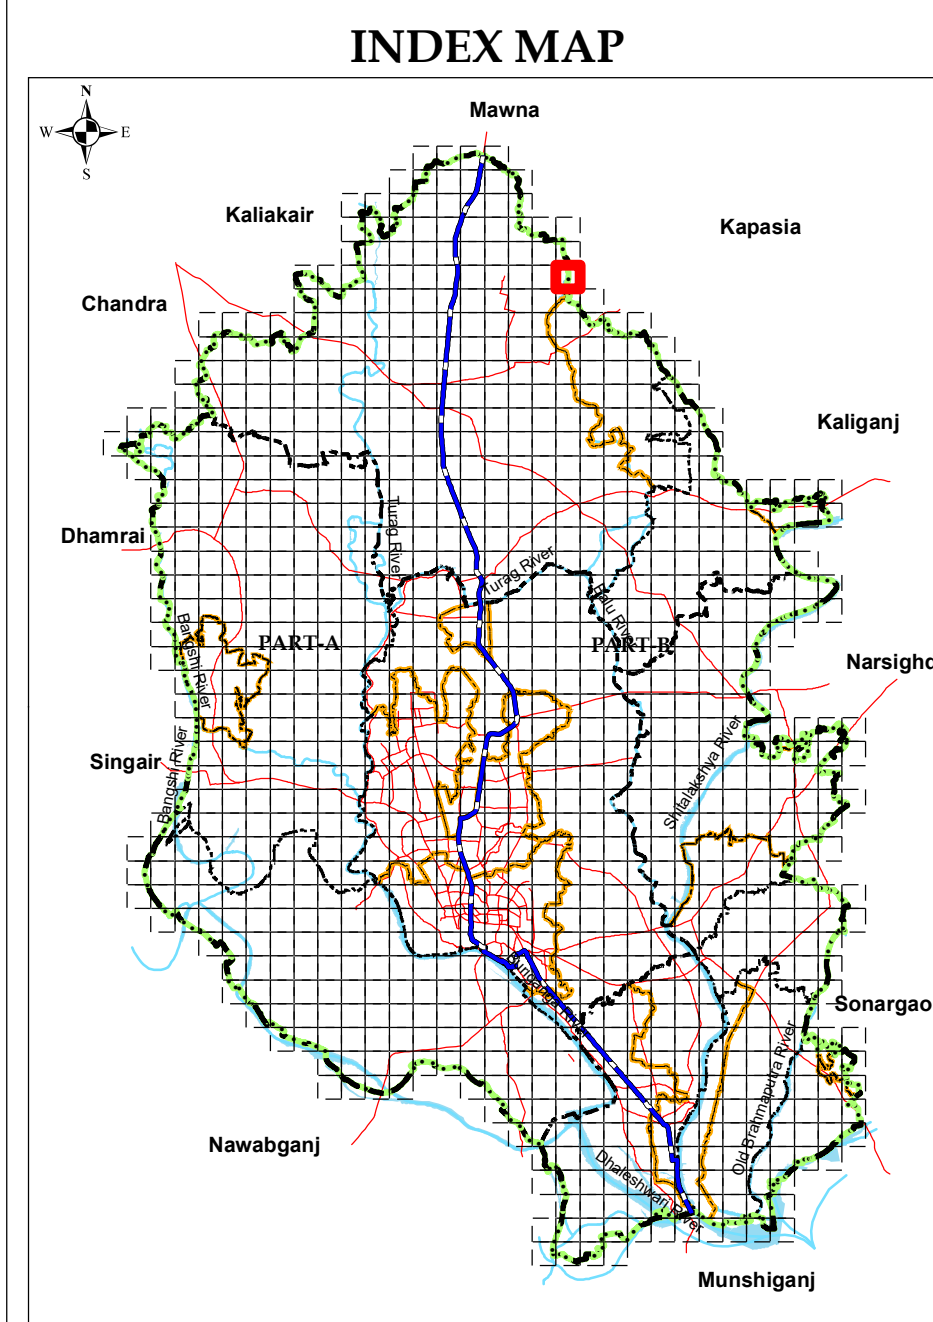 INDEX MAP
N
W E
S
Mawna
Kaliakair
Kapasia
Chandra
Kaliganj
Dhamrai
Turag River
Turag River
Balu River
Bangshi River
PART-A
PART-B
Narsighd
Shitalakshya River
Singair
Bangshi River
Buriganga River
Sonargao
Old Brahmaputra River
Nawabganj
Dhaleshwari River
Munshiganj